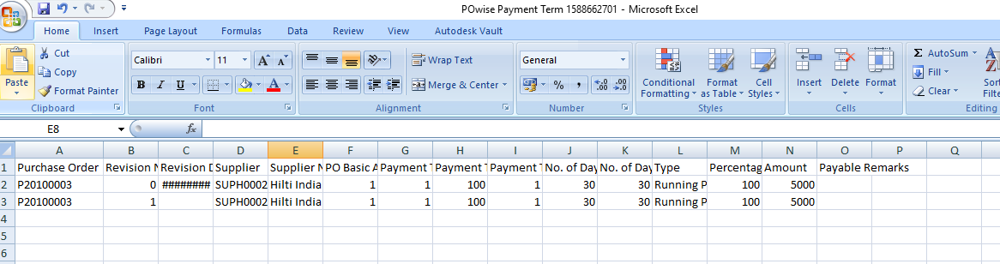 POwise Payment Term 1588662701 - Microsoft Excel
Home Insert Page Layout Formulas Data Review View Autodesk Vault
Paste
Cut
Copy
Format Painter
Clipboard
Calibri 11 A A
B I U A
Font
Wrap Text
Merge & Center
Alignment
General
% , .0 .00 .00 .0
Number
Conditional Formatting
Format as Table
Cell Styles
Styles
Insert Delete Format
Cells
Σ AutoSum
Fill
Clear
Sort
Filte
Editing
E8 fx
A B C D E F G H I J K L M N O P Q
1 Purchase Order Revision N Revision D Supplier Supplier N PO Basic A Payment T Payment T Payment T No. of Day No. of Day Type Percentag Amount Payable Remarks
2 P20100003 0 ######## SUPH0002 Hilti India 1 1 100 1 30 30 Running P 100 5000
3 P20100003 1 SUPH0002 Hilti India 1 1 100 1 30 30 Running P 100 5000
4
5
6